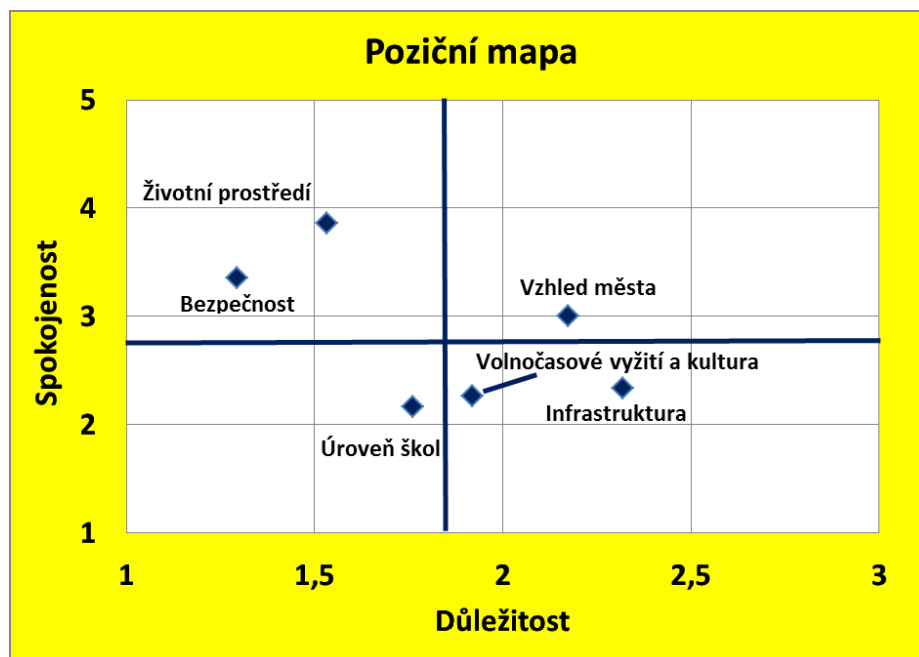 Poziční mapa
5
Životní prostředí
4
Bezpečnost
Vzhled města
3
Volnočasové vyžití a kultura
Infrastruktura
2
Úroveň škol
1
Spokojenost
1
1,5
2
2,5
3
Důležitost